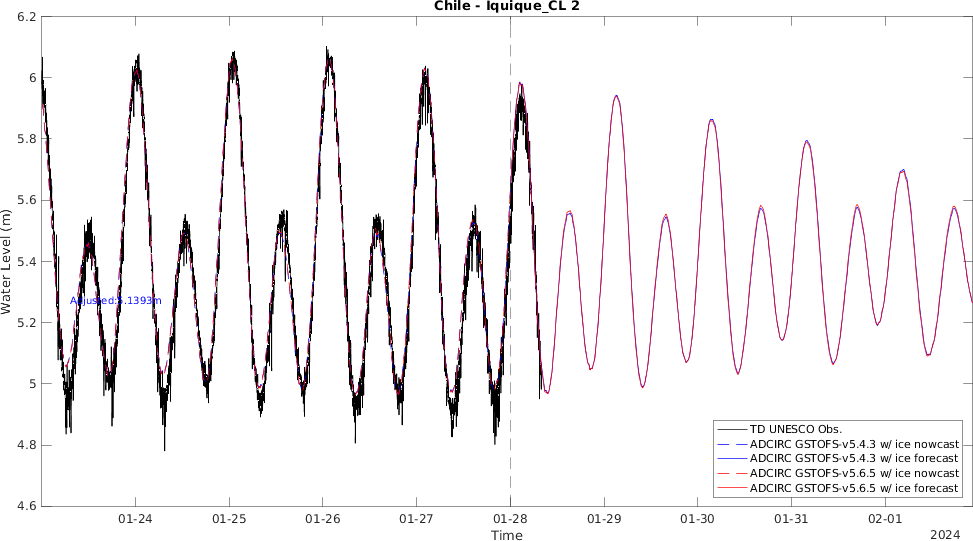 Chile - Iquique_CL 2
6.2
6
5.8
5.6
5.4
5.2
5
4.8
4.6
Water Level (m)
Adjusted:5.1393m
TD UNESCO Obs.
ADCIRC GSTOFS-v5.4.3 w/ ice nowcast
ADCIRC GSTOFS-v5.4.3 w/ ice forecast
ADCIRC GSTOFS-v5.6.5 w/ ice nowcast
ADCIRC GSTOFS-v5.6.5 w/ ice forecast
01-24
01-25
01-26
01-27
01-28
01-29
01-30
01-31
02-01
Time
2024